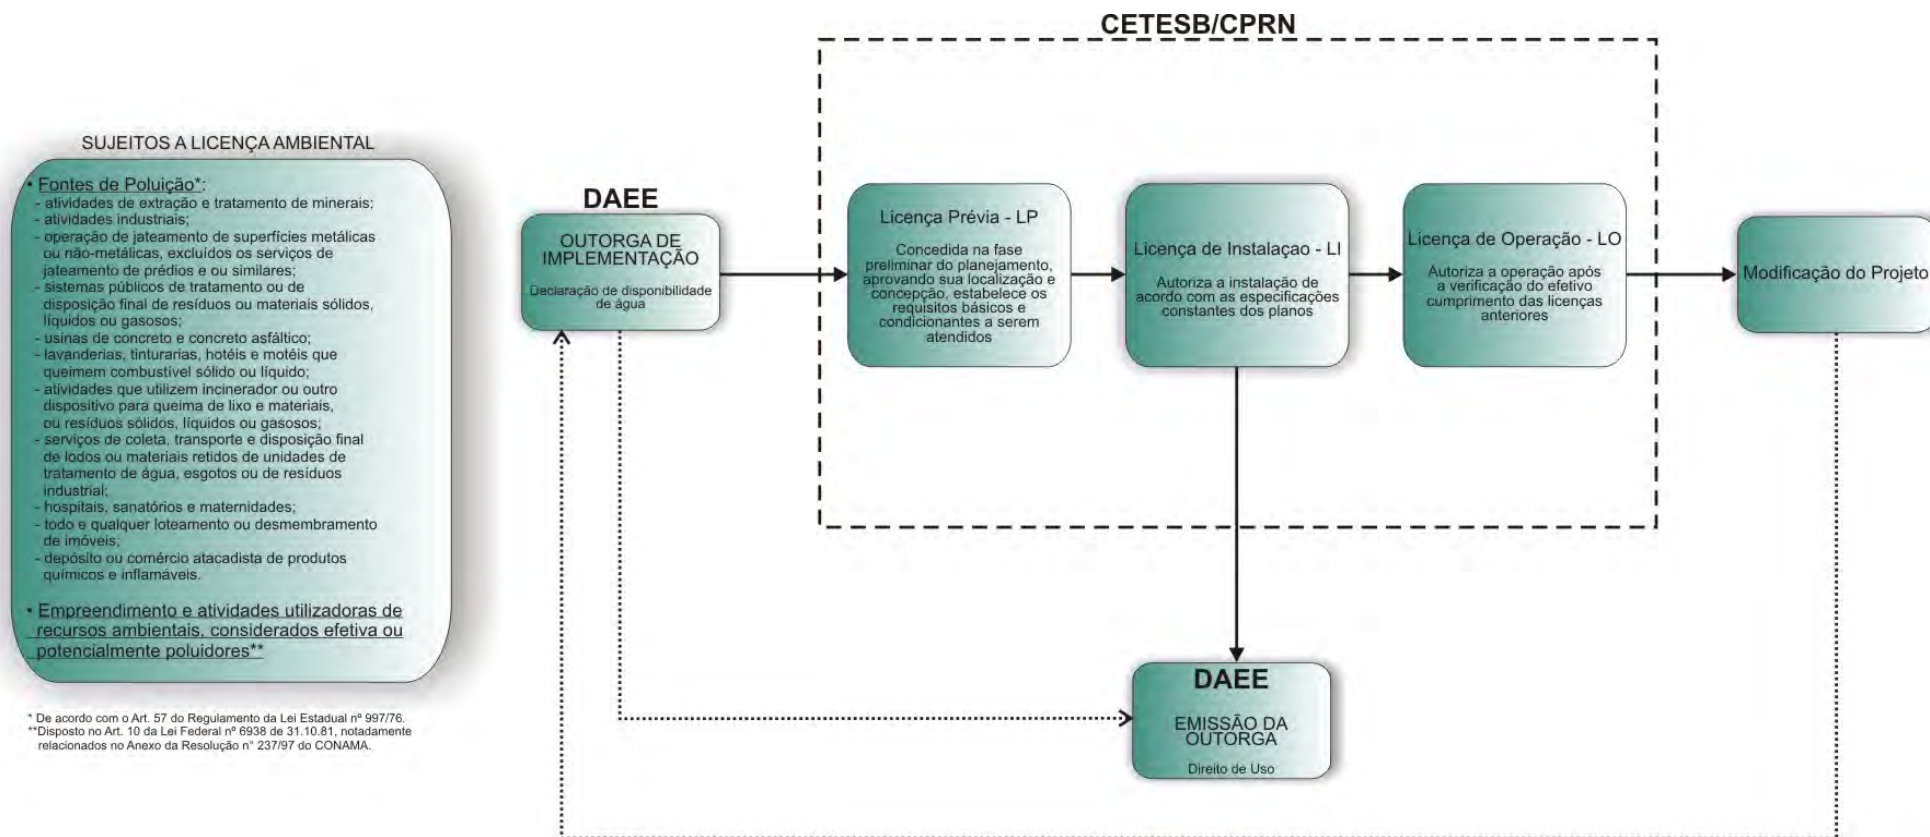 CETESB/CPRN
SUJEITOS A LICENÇA AMBIENTAL
• Fontes de Poluição*:
- atividades de extração e tratamento de minerais;
- atividades industriais;
- operação de jateamento de superfícies metálicas
ou não-metálicas, excluídos os serviços de
jateamento de prédios e ou similares;
- sistemas públicos de tratamento ou de
disposição final de resíduos ou materiais sólidos,
líquidos ou gasosos;
- usinas de concreto e concreto asfáltico;
- lavanderias, tinturarias, hotéis e motéis que
queimem combustível sólido ou líquido;
- atividades que utilizem incinerador ou outro
dispositivo para queima de lixo e materiais,
ou resíduos sólidos, líquidos ou gasosos;
- serviços de coleta, transporte e disposição final
de lodos ou materiais retidos de unidades de
tratamento de água, esgotos ou de resíduos
industrial;
- hospitais, sanatórios e maternidades;
- todo e qualquer loteamento ou desmembramento
de imóveis;
- depósito ou comércio atacadista de produtos
químicos e inflamáveis.
• Empreendimento e atividades utilizadoras de
recursos ambientais, considerados efetiva ou
potencialmente poluidores**
* De acordo com o Art. 57 do Regulamento da Lei Estadual nº 997/76.
**Disposto no Art. 10 da Lei Federal nº 6938 de 31.10.81, notadamente
relacionados no Anexo da Resolução n° 237/97 do CONAMA.
DAEE
OUTORGA DE
IMPLEMENTAÇÃO
Declaração de disponibilidade
de água
Licença Prévia - LP
Concedida na fase
preliminar do planejamento,
aprovando sua localização e
concepção, estabelece os
requisitos básicos e
condicionantes a serem
atendidos
Licença de Instalaçao - LI
Autoriza a instalação de
acordo com as especificações
constantes dos planos
Licença de Operação - LO
Autoriza a operação após
a verificação do efetivo
cumprimento das licenças
anteriores
Modificação do Projeto
DAEE
EMISSÃO DA
OUTORGA
Direito de Uso